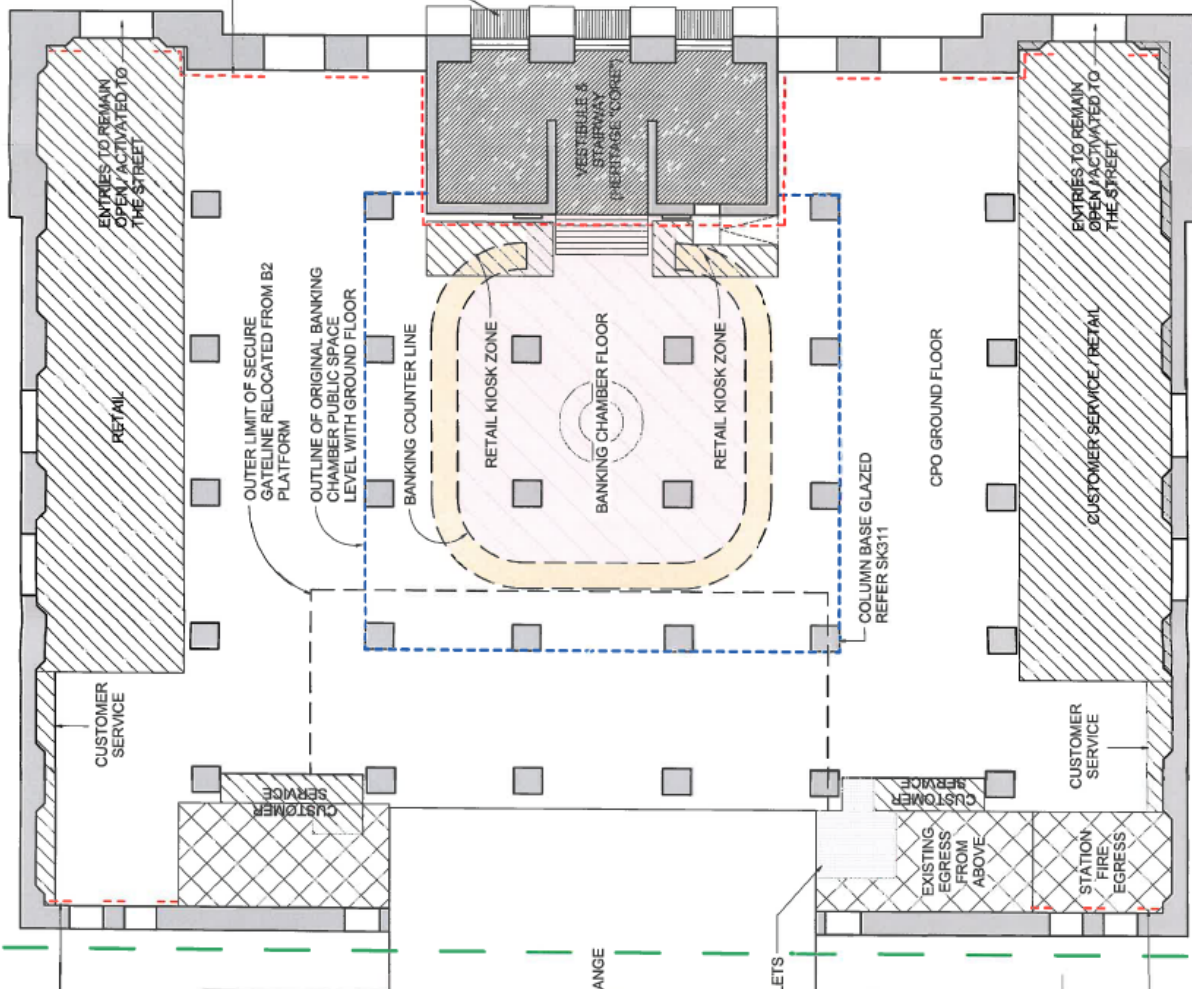 ENTRIES TO REMAIN
OPEN / ACTIVATED TO
THE STREET
VESTIBULE &
STAIRWAY
(HERITAGE "CORE")
ENTRIES TO REMAIN
OPEN / ACTIVATED TO
THE STREET
RETAIL
OUTER LIMIT OF SECURE
GATELINE RELOCATED FROM B2
PLATFORM
OUTLINE OF ORIGINAL BANKING
CHAMBER PUBLIC SPACE
LEVEL WITH GROUND FLOOR
BANKING COUNTER LINE
RETAIL KIOSK ZONE
BANKING CHAMBER FLOOR
RETAIL KIOSK ZONE
COLUMN BASE GLAZED
REFER SK311
CPO GROUND FLOOR
CUSTOMER SERVICE / RETAIL
CUSTOMER
SERVICE
CUSTOMER
SERVICE
CUSTOMER
SERVICE
CUSTOMER
SERVICE
EXISTING
EGRESS
FROM
ABOVE
STATION
FIRE
EGRESS
ANGE
LETS